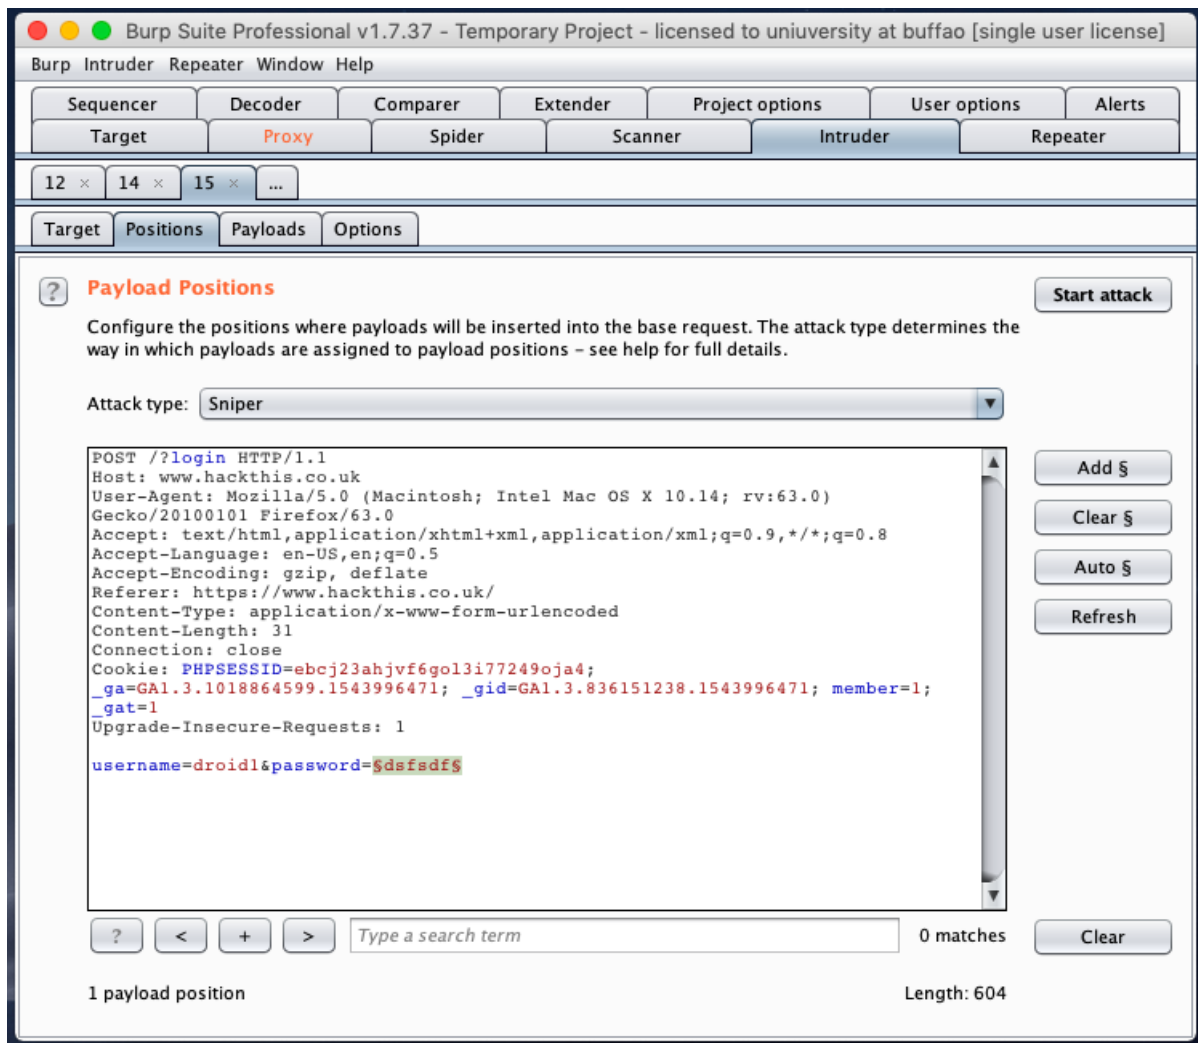 Burp Suite Professional v1.7.37 - Temporary Project - licensed to uniuversity at buffao [single user license]
Burp Intruder Repeater Window Help
Sequencer Decoder Comparer Extender Project options User options Alerts
Target Proxy Spider Scanner Intruder Repeater
12 × 14 × 15 × ...
Target Positions Payloads Options
? Payload Positions Start attack
Configure the positions where payloads will be inserted into the base request. The attack type determines the
way in which payloads are assigned to payload positions – see help for full details.
Attack type: Sniper
POST /?login HTTP/1.1
Host: www.hackthis.co.uk
User-Agent: Mozilla/5.0 (Macintosh; Intel Mac OS X 10.14; rv:63.0)
Gecko/20100101 Firefox/63.0
Accept: text/html,application/xhtml+xml,application/xml;q=0.9,*/*;q=0.8
Accept-Language: en-US,en;q=0.5
Accept-Encoding: gzip, deflate
Referer: https://www.hackthis.co.uk/
Content-Type: application/x-www-form-urlencoded
Content-Length: 31
Connection: close
Cookie: PHPSESSID=ebcj23ahjvf6gol3i77249oja4;
_ga=GA1.3.1018864599.1543996471; _gid=GA1.3.836151238.1543996471; member=1;
_gat=1
Upgrade-Insecure-Requests: 1
username=droid1&password=§dsfsdf§
Add §
Clear §
Auto §
Refresh
? < + > Type a search term 0 matches Clear
1 payload position Length: 604